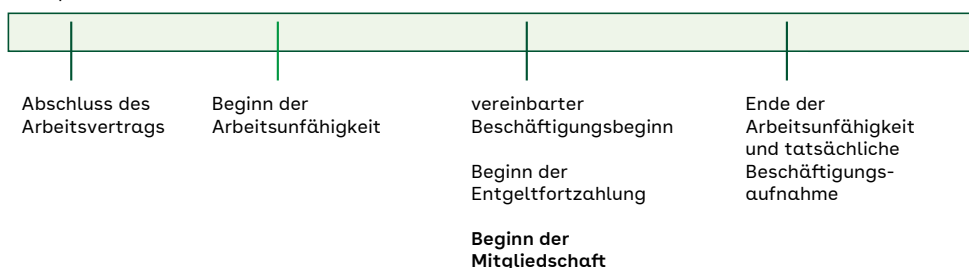 Abschluss des
Arbeitsvertrags
Beginn der
Arbeitsunfähigkeit
vereinbarter
Beschäftigungsbeginn
Beginn der
Entgeltfortzahlung
Beginn der
Mitgliedschaft
Ende der
Arbeitsunfähigkeit
und tatsächliche
Beschäftigungs-
aufnahme